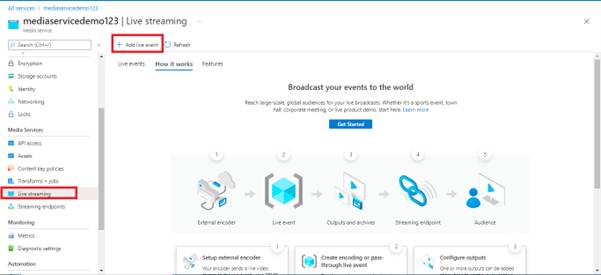 All services > mediaservicedemo123
mediaservicedemo123 | Live streaming ...
Media service
Search (Ctrl+/)
+ Add live event
Refresh
Encryption
Storage accounts
Identity
Networking
Locks
Media Services
API access
Assets
Content key policies
Transforms + jobs
Live streaming
Streaming endpoints
Monitoring
Metrics
Diagnostic settings
Automation
Live events
How it works
Features
Broadcast your events to the world
Reach large-scale, global audiences for your live broadcasts. Whether it's a sports event, town
hall, corporate meeting, or live product demo, start here. Learn more
Get Started
1
2
3
4
5
External encoder
Live event
Outputs and archives
Streaming endpoint
Audience
1
Setup external encoder
Your encoder sends a live video
2
Create encoding or pass-
through live event
3
Configure outputs
One or more outputs can be added